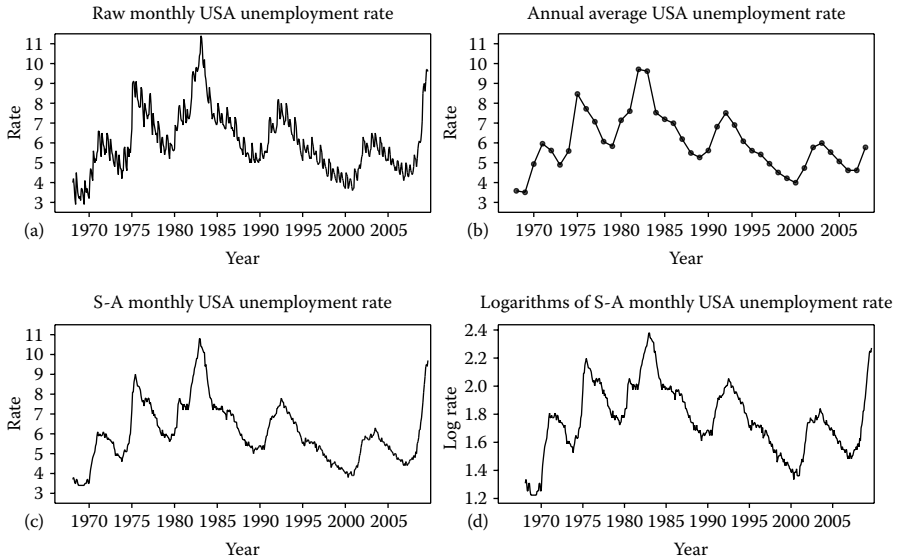 Raw monthly USA unemployment rate
Rate
11
10
9
8
7
6
5
4
3
1970 1975 1980 1985 1990 1995 2000 2005
(a)
Year
Annual average USA unemployment rate
Rate
11
10
9
8
7
6
5
4
3
1970 1975 1980 1985 1990 1995 2000 2005
(b)
Year
S-A monthly USA unemployment rate
Rate
11
10
9
8
7
6
5
4
3
1970 1975 1980 1985 1990 1995 2000 2005
(c)
Year
Logarithms of S-A monthly USA unemployment rate
Log rate
2.4
2.2
2.0
1.8
1.6
1.4
1.2
1970 1975 1980 1985 1990 1995 2000 2005
(d)
Year